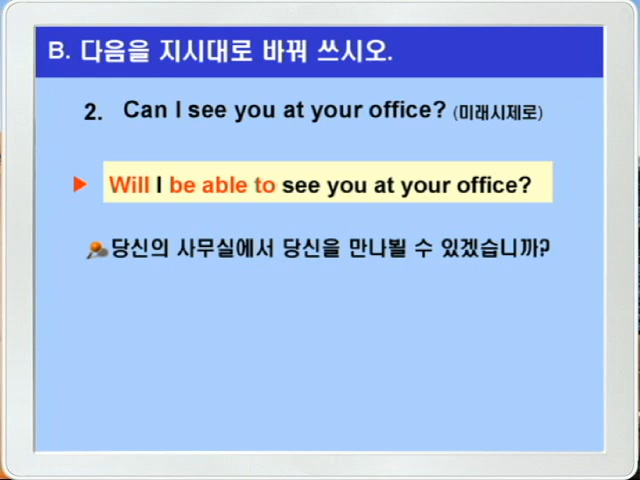 B. 다음을 지시대로 바꿔 쓰시오.
2. Can I see you at your office? (미래시제로)
Will I be able to see you at your office?
당신의 사무실에서 당신을 만나뵐 수 있겠습니까?